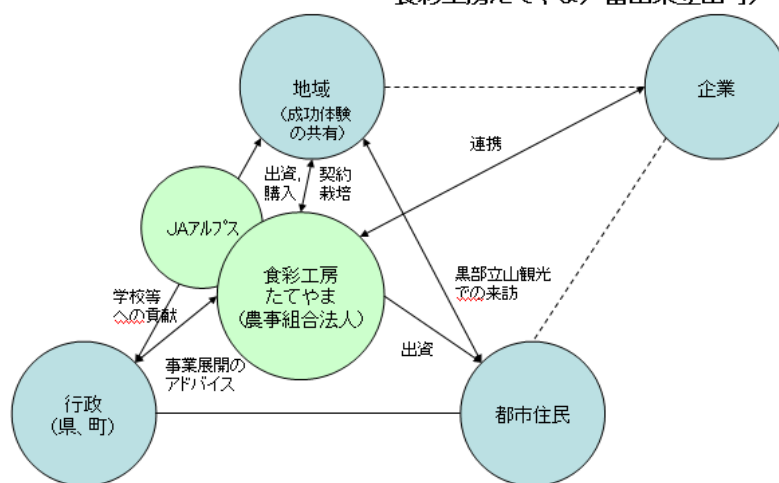 地域
(成功体験
の共有)
企業
連携
出資,
購入
契約
栽培
JAアルプス
食彩工房
たてやま
(農事組合法人)
黒部立山観光
での来訪
学校等
への貢献
出資
事業展開の
アドバイス
行政
(県、町)
都市住民